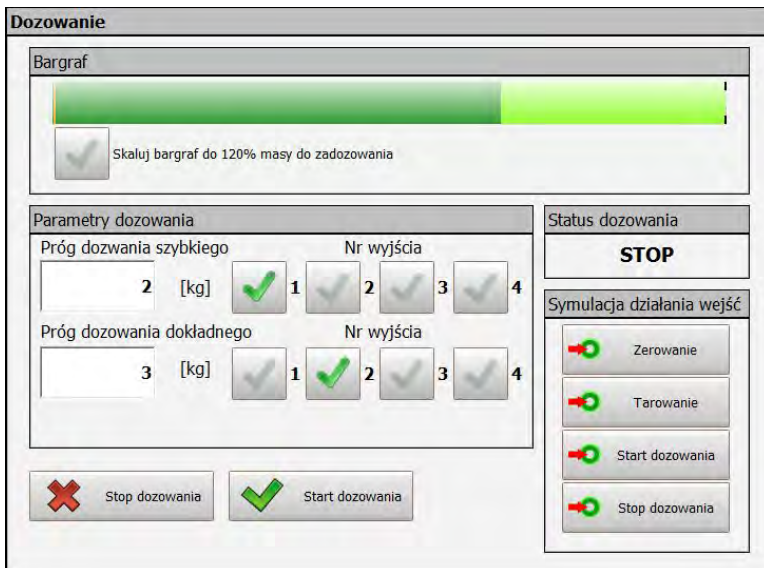 Dozowanie
Bargraf
Skaluj bargraf do 120% masy do zadozowania
Parametry dozowania
Próg dozwania szybkiego Nr wyjścia
2 [kg] 1 2 3 4
Próg dozowania dokładnego Nr wyjścia
3 [kg] 1 2 3 4
Stop dozowania Start dozowania
Status dozowania
STOP
Symulacja działania wejść
Zerowanie
Tarowanie
Start dozowania
Stop dozowania